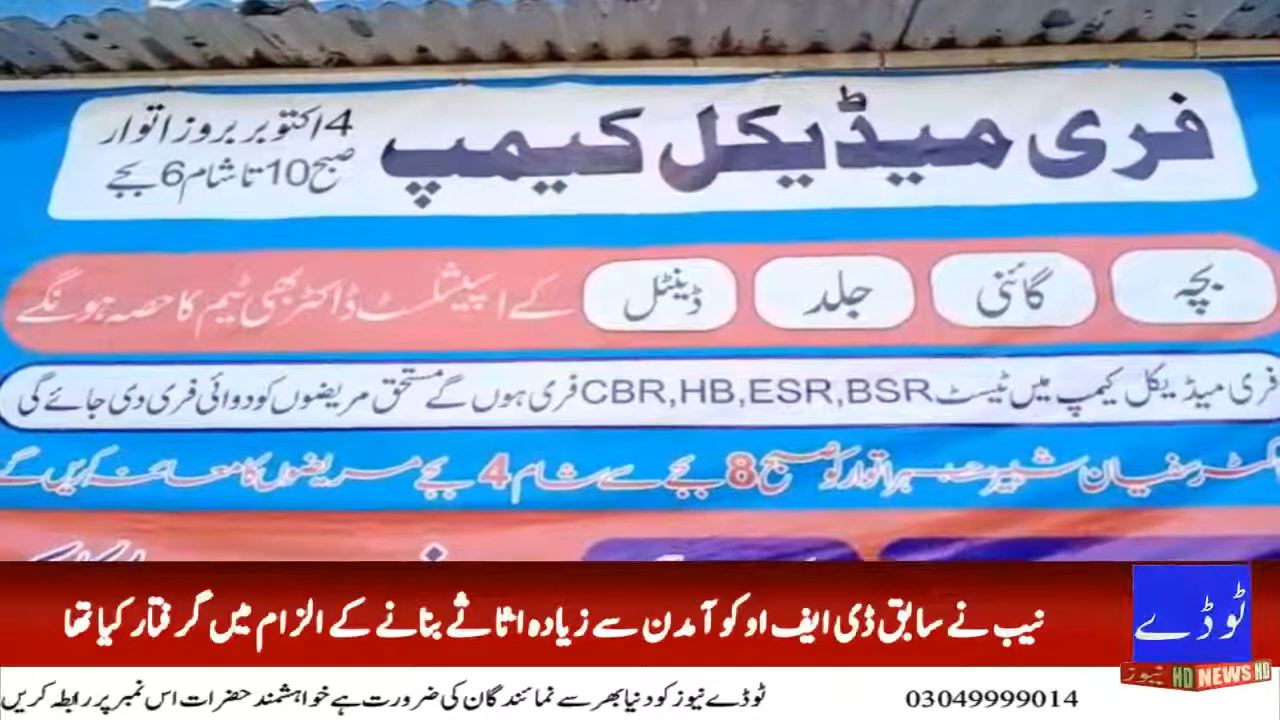 فری میڈیکل کیمپ
4 اکتوبر بروز اتوار
صبح 10 تا شام 6 بجے
بچہ گائنی جلد ڈینٹل کے اسپیشلسٹ ڈاکٹر بھی ٹیم کا حصہ ہونگے
فری میڈیکل کیمپ میں ٹیسٹ CBR,HB,ESR,BSR فری ہوں گے مستحق مریضوں کو دوائی فری دی جائے گی
سفیان شبیر ہر اتوار کو صبح 8 بجے سے شام 4 بجے مریضوں کا معائنہ کریں گے
نیب نے سابق ڈی ایف او کو آمدن سے زیادہ اثاثے بنانے کے الزام میں گرفتار کیا تھا
ٹوڈے
نیوز HD NEWS HD
03049999014 ٹوڈے نیوز کو دنیا بھر سے نمائندگان کی ضرورت ہے خواہشمند حضرات اس نمبر پر رابطہ کریں